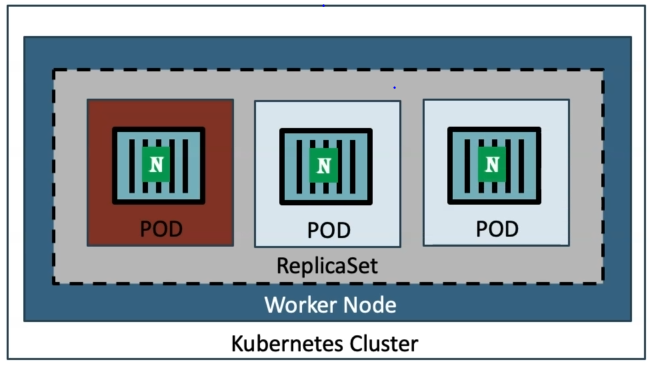 N N N
POD POD POD
ReplicaSet
Worker Node
Kubernetes Cluster